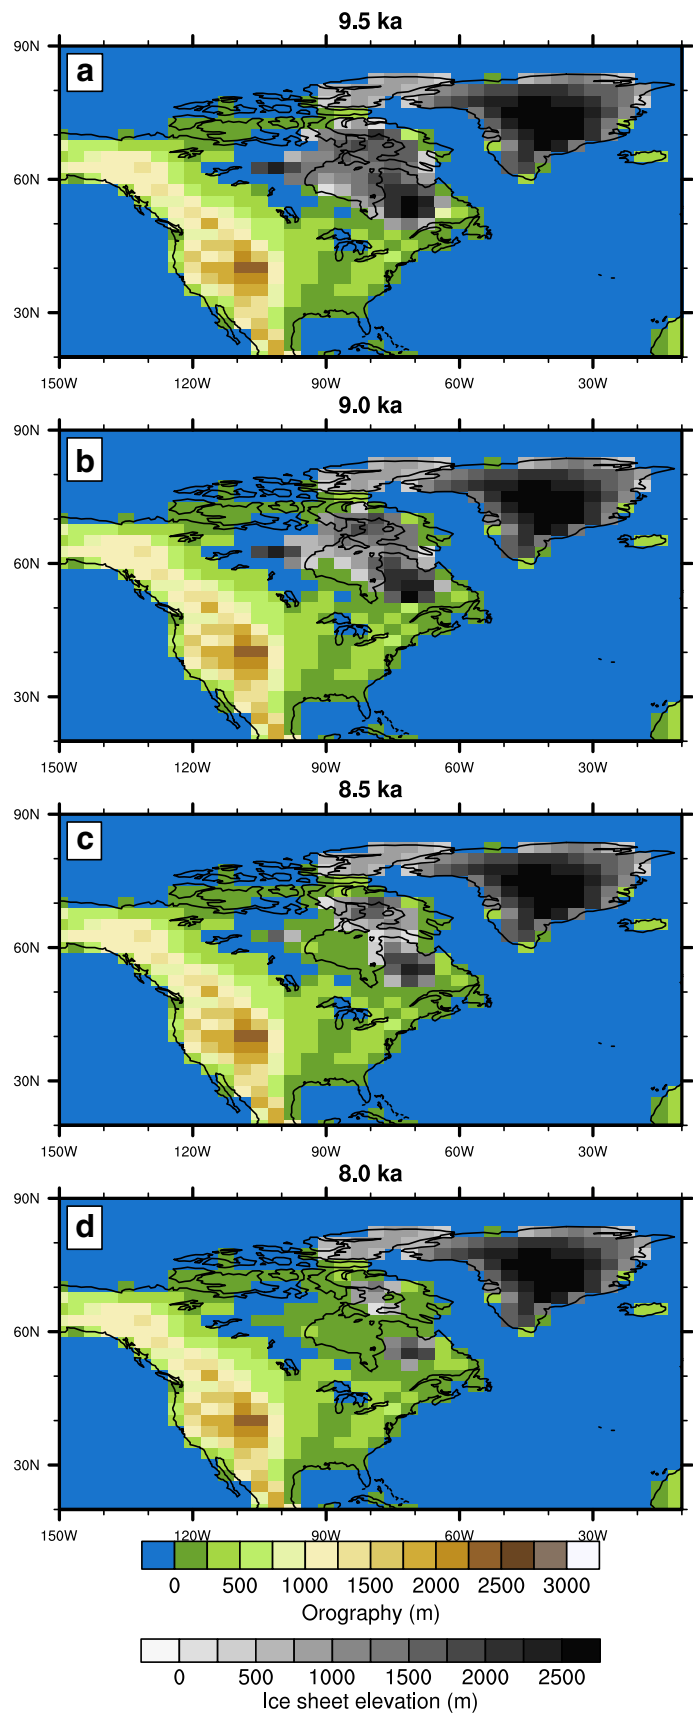 9.5 ka
a
90N
60N
30N
150W 120W 90W 60W 30W
9.0 ka
b
90N
60N
30N
150W 120W 90W 60W 30W
8.5 ka
c
90N
60N
30N
150W 120W 90W 60W 30W
8.0 ka
d
90N
60N
30N
150W 120W 90W 60W 30W
0 500 1000 1500 2000 2500 3000
Orography (m)
0 500 1000 1500 2000 2500
Ice sheet elevation (m)